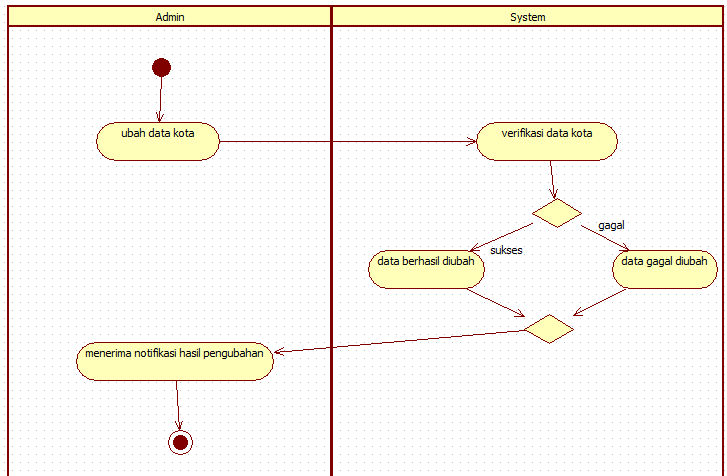 Admin
System
ubah data kota
verifikasi data kota
gagal
sukses
data berhasil diubah
data gagal diubah
menerima notifikasi hasil pengubahan